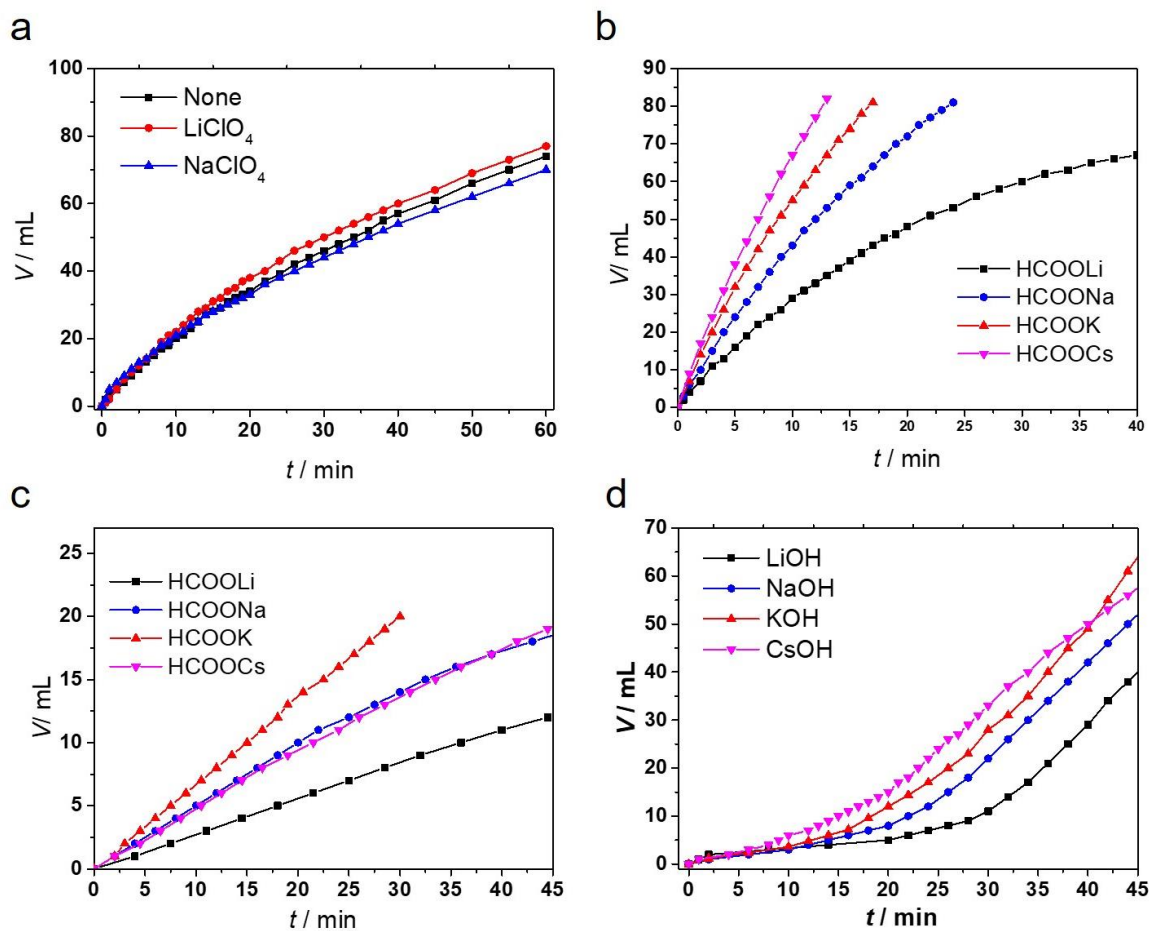 a
100
80
60
40
20
0
V / mL
None
LiClO4
NaClO4
0 10 20 30 40 50 60
t / min
b
90
80
70
60
50
40
30
20
10
0
V/ mL
HCOOLi
HCOONa
HCOOK
HCOOCs
0 5 10 15 20 25 30 35 40
t / min
c
25
20
15
10
5
0
V/ mL
HCOOLi
HCOONa
HCOOK
HCOOCs
0 5 10 15 20 25 30 35 40 45
t / min
d
70
60
50
40
30
20
10
0
V/ mL
LiOH
NaOH
KOH
CsOH
0 5 10 15 20 25 30 35 40 45
t / min